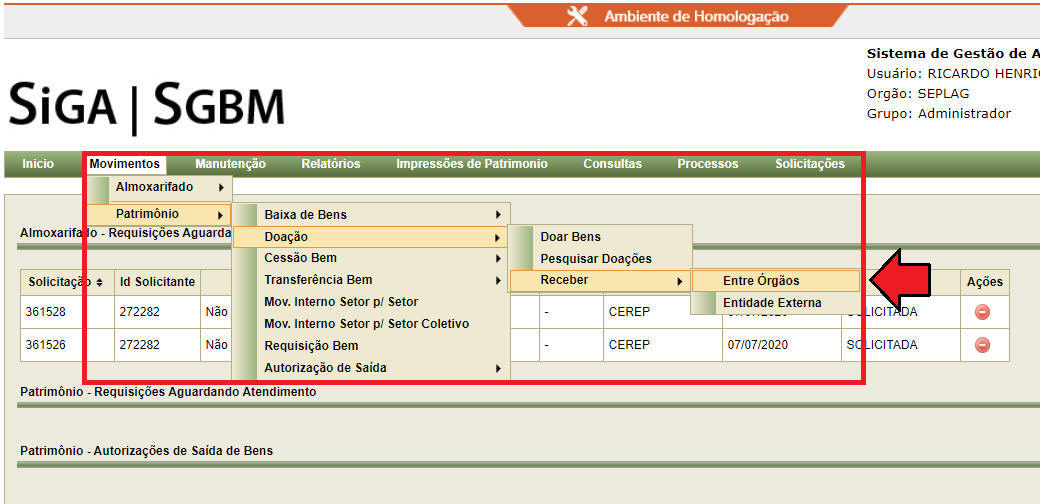 Ambiente de Homologação
Sistema de Gestão de A
Usuário: RICARDO HENRI
Orgão: SEPLAG
Grupo: Administrador
SIGA | SGBM
Início Movimentos Manutenção Relatórios Impressões de Patrimonio Consultas Processos Solicitações
Almoxarifado
Patrimônio
Baixa de Bens
Doação
Cessão Bem
Transferência Bem
Mov. Interno Setor p/ Setor
Mov. Interno Setor p/ Setor Coletivo
Requisição Bem
Autorização de Saída
Doar Bens
Pesquisar Doações
Receber
Entre Órgãos
Entidade Externa
Almoxarifado - Requisições Aguarda
Solicitação Id Solicitante Ações
361528 272282 Não - CEREP SOLICITADA
361526 272282 Não - CEREP 07/07/2020 SOLICITADA
Patrimônio - Requisições Aguardando Atendimento
Patrimônio - Autorizações de Saída de Bens